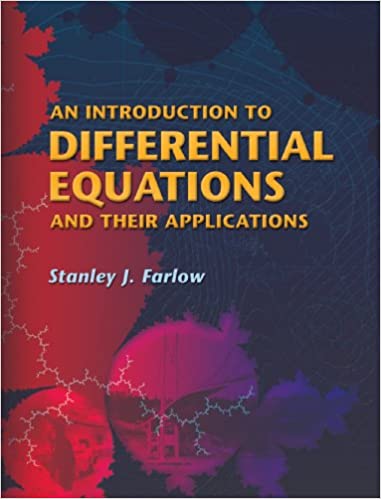 AN INTRODUCTION TO
DIFFERENTIAL
EQUATIONS
AND THEIR APPLICATIONS
Stanley J. Farlow